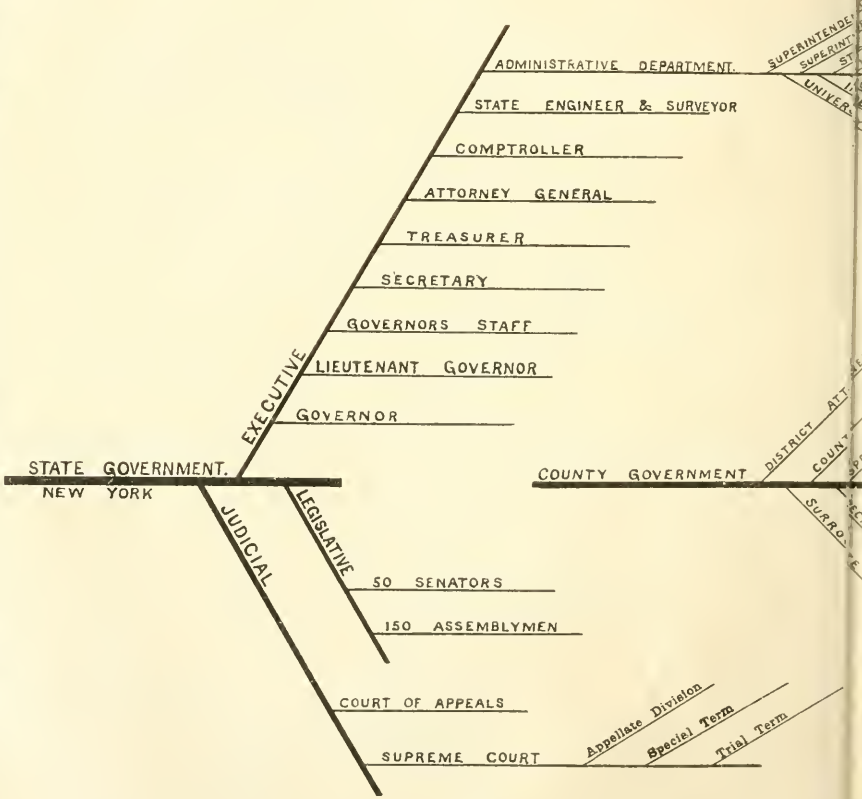 ADMINISTRATIVE DEPARTMENT.
STATE ENGINEER & SURVEYOR
COMPTROLLER
ATTORNEY GENERAL
TREASURER
SECRETARY
GOVERNORS STAFF
LIEUTENANT GOVERNOR
GOVERNOR
EXECUTIVE
STATE GOVERNMENT.
NEW YORK
JUDICIAL
LEGISLATIVE
50 SENATORS
150 ASSEMBLYMEN
COURT OF APPEALS
SUPREME COURT
Appellate Division
Special Term
Trial Term
COUNTY GOVERNMENT
DISTRICT